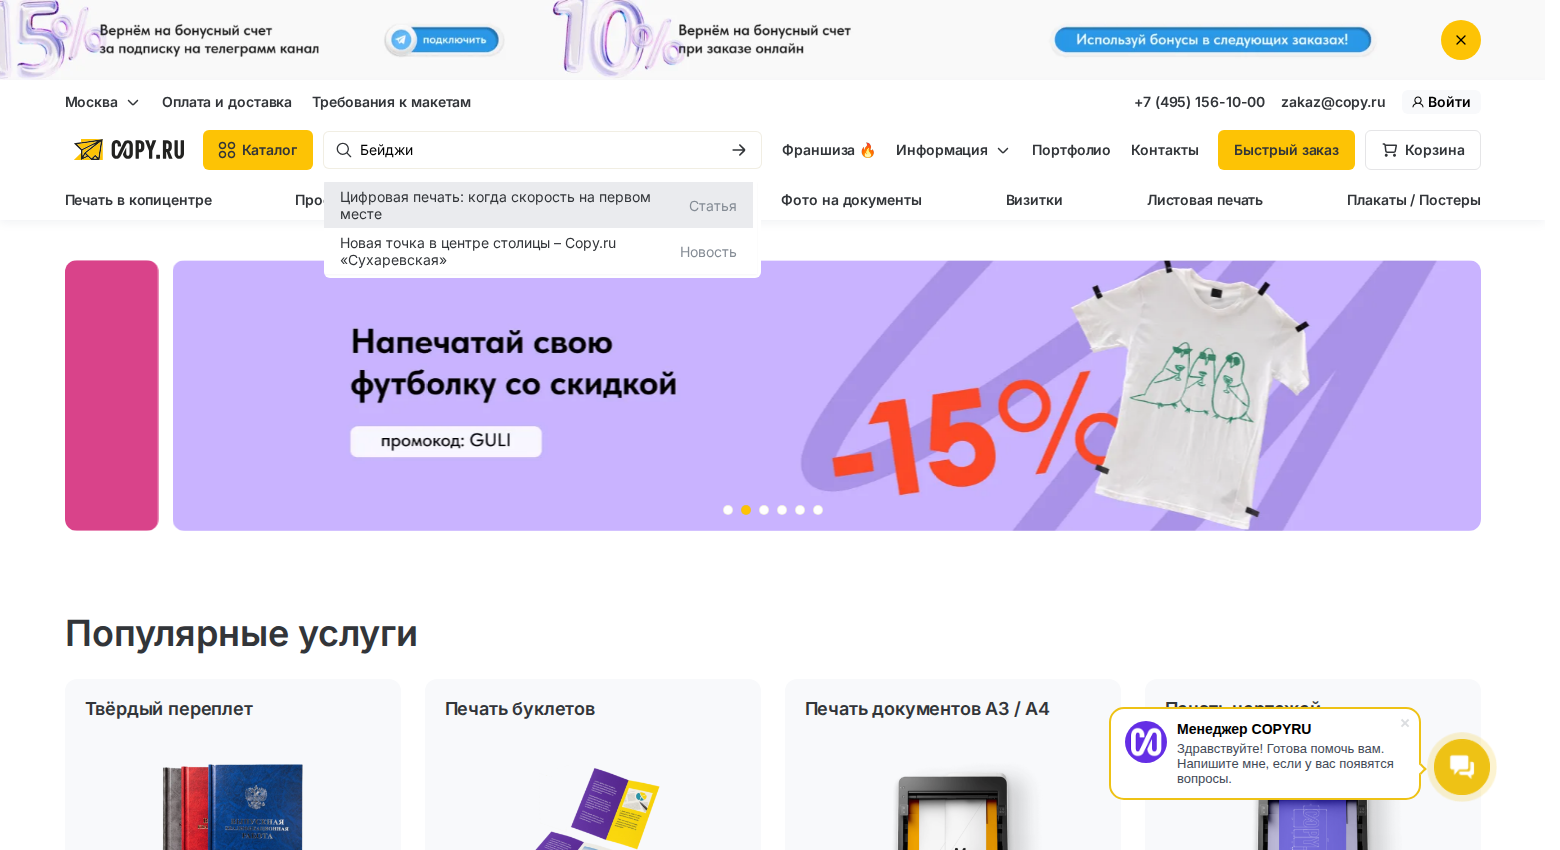 15%
Вернём на бонусный счет
за подписку на телеграмм канал
подключить
10%
Вернём на бонусный счет
при заказе онлайн
Используй бонусы в следующих заказах!
Москва
Оплата и доставка
Требования к макетам
+7 (495) 156-10-00
zakaz@copy.ru
Войти
COPY.RU
Каталог
Бейджи
Франшиза 🔥
Информация
Портфолио
Контакты
Быстрый заказ
Корзина
Печать в копицентре
Фото на документы
Визитки
Листовая печать
Плакаты / Постеры
Цифровая печать: когда скорость на первом
месте
Статья
Новая точка в центре столицы – Copy.ru
«Сухаревская»
Новость
Напечатай свою
футболку со скидкой
промокод: GULI
-15%
Популярные услуги
Твёрдый переплет
Печать буклетов
Печать документов А3 / А4
Менеджер COPYRU
Здравствуйте! Готова помочь вам.
Напишите мне, если у вас появятся
вопросы.